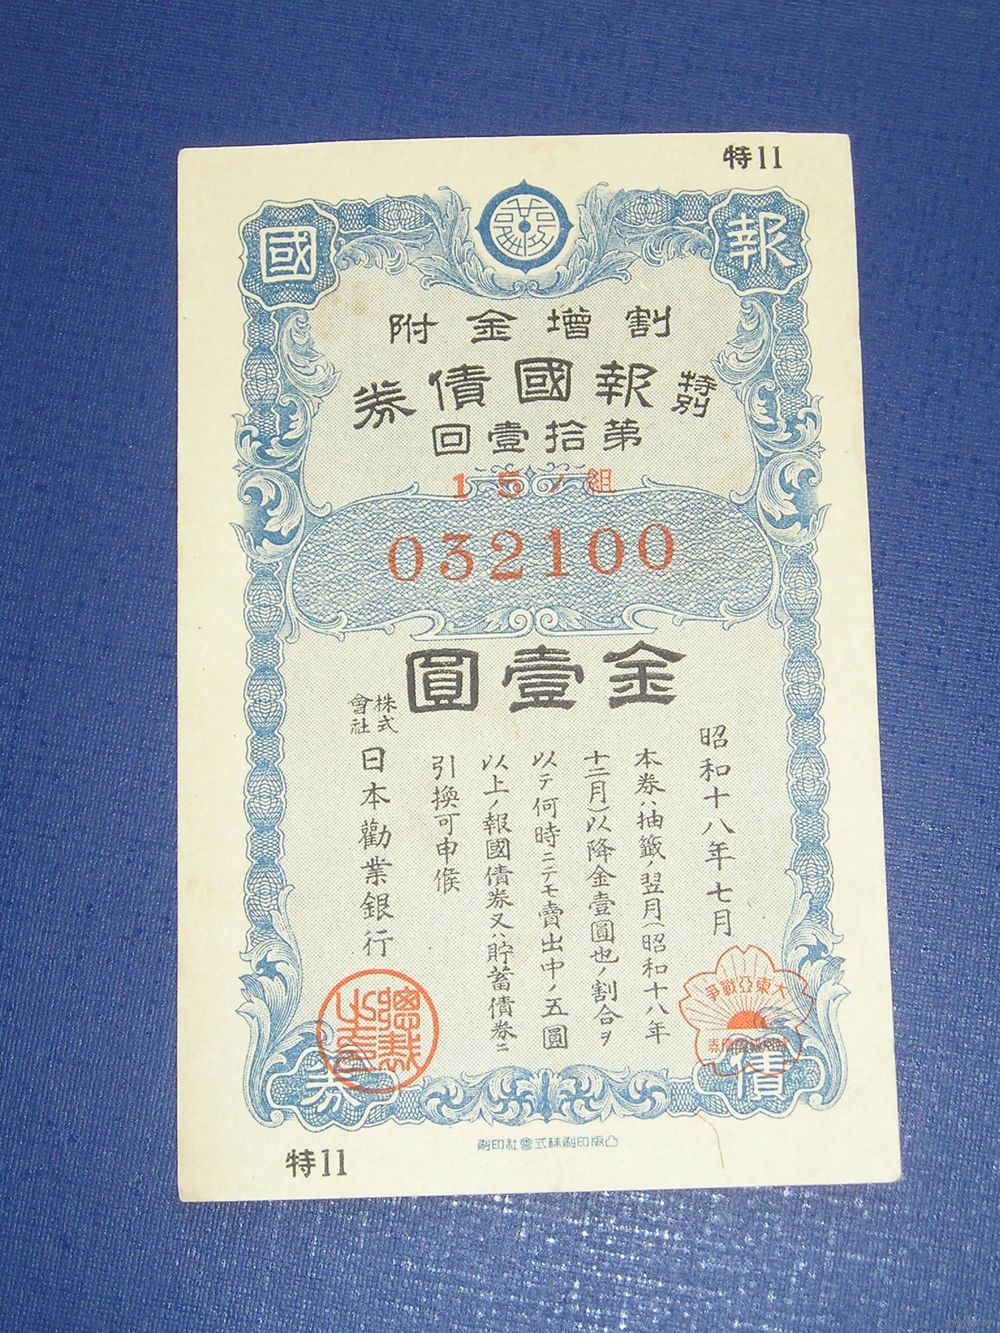 特11
報國
割増金附
特別報國債券
第拾壹回
15ノ組
032100
金壹圓
昭和十八年七月
本券ハ抽籤ノ翌月(昭和十八年
十二月)以降金壹圓也ノ割合ヲ
以テ何時ニテモ賣出中ノ五圓
以上ノ報國債券又ハ貯蓄債券ニ
引換可申候
株式會社
日本勸業銀行
大東亞戰爭
特別報國債券
債券
凸版印刷株式會社印刷
特11